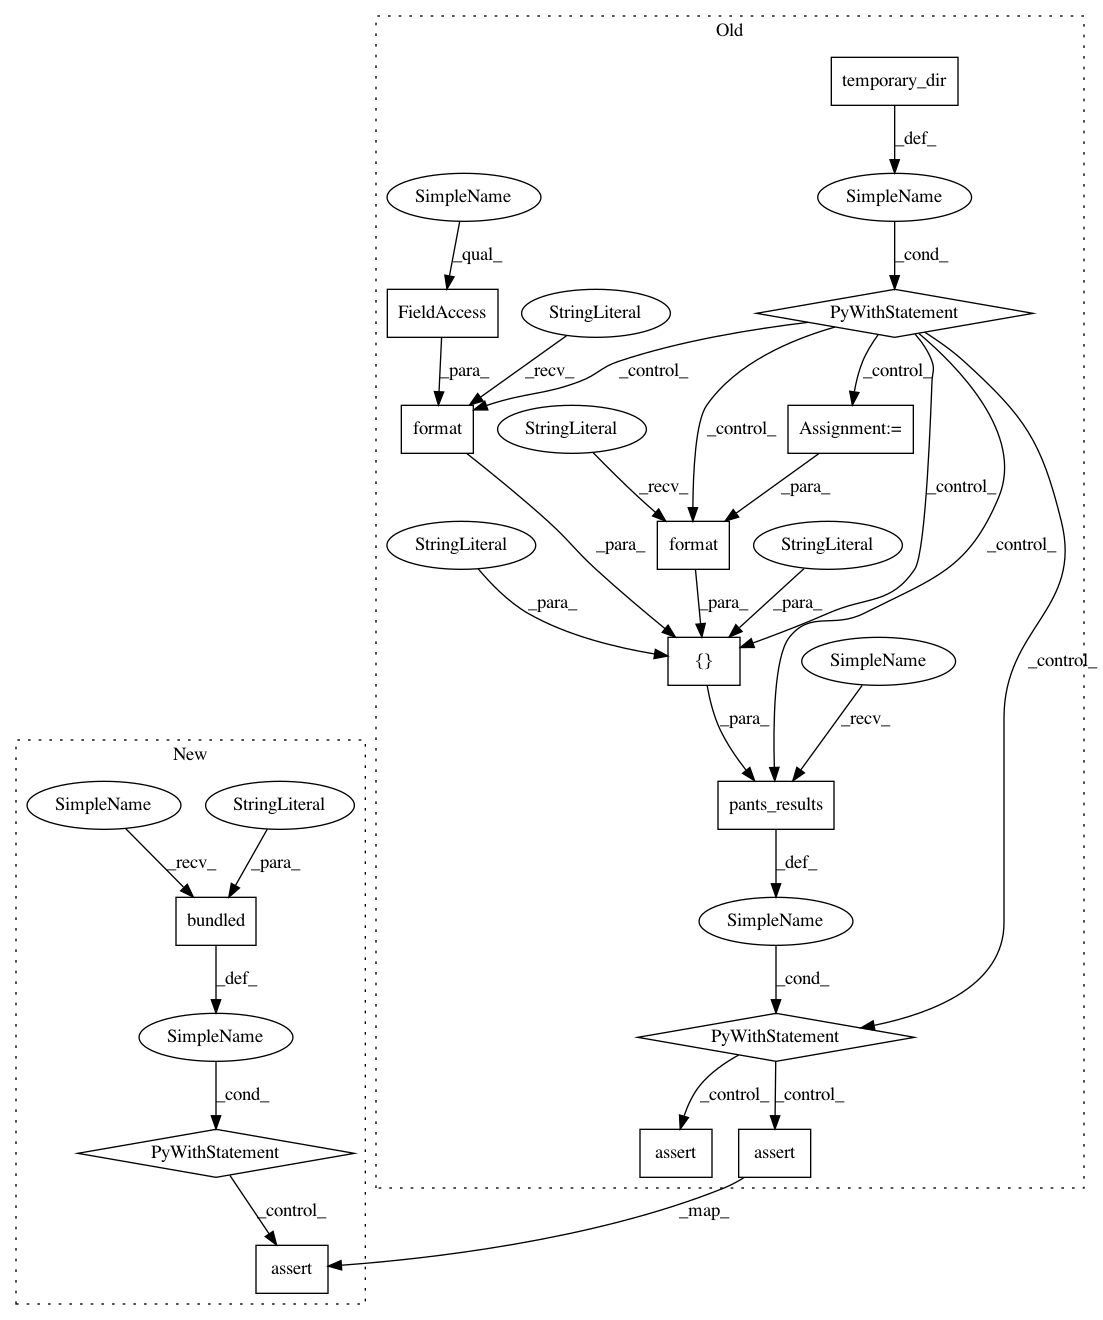 Old
temporary_dir
_def_
SimpleName
SimpleName
_qual_
_cond_
FieldAccess
StringLiteral
PyWithStatement
_para_
_recv_
_control_
_control_
format
StringLiteral
_control_
Assignment:=
_recv_
_para_
_control_
StringLiteral
_para_
format
StringLiteral
_control_
_para_
_para_
_para_
{}
SimpleName
_control_
_para_
_recv_
New
SimpleName
StringLiteral
pants_results
_recv_
_para_
_def_
bundled
SimpleName
_def_
_cond_
SimpleName
PyWithStatement
_cond_
_control_
_control_
PyWithStatement
assert
assert
_control_
_map_
assert